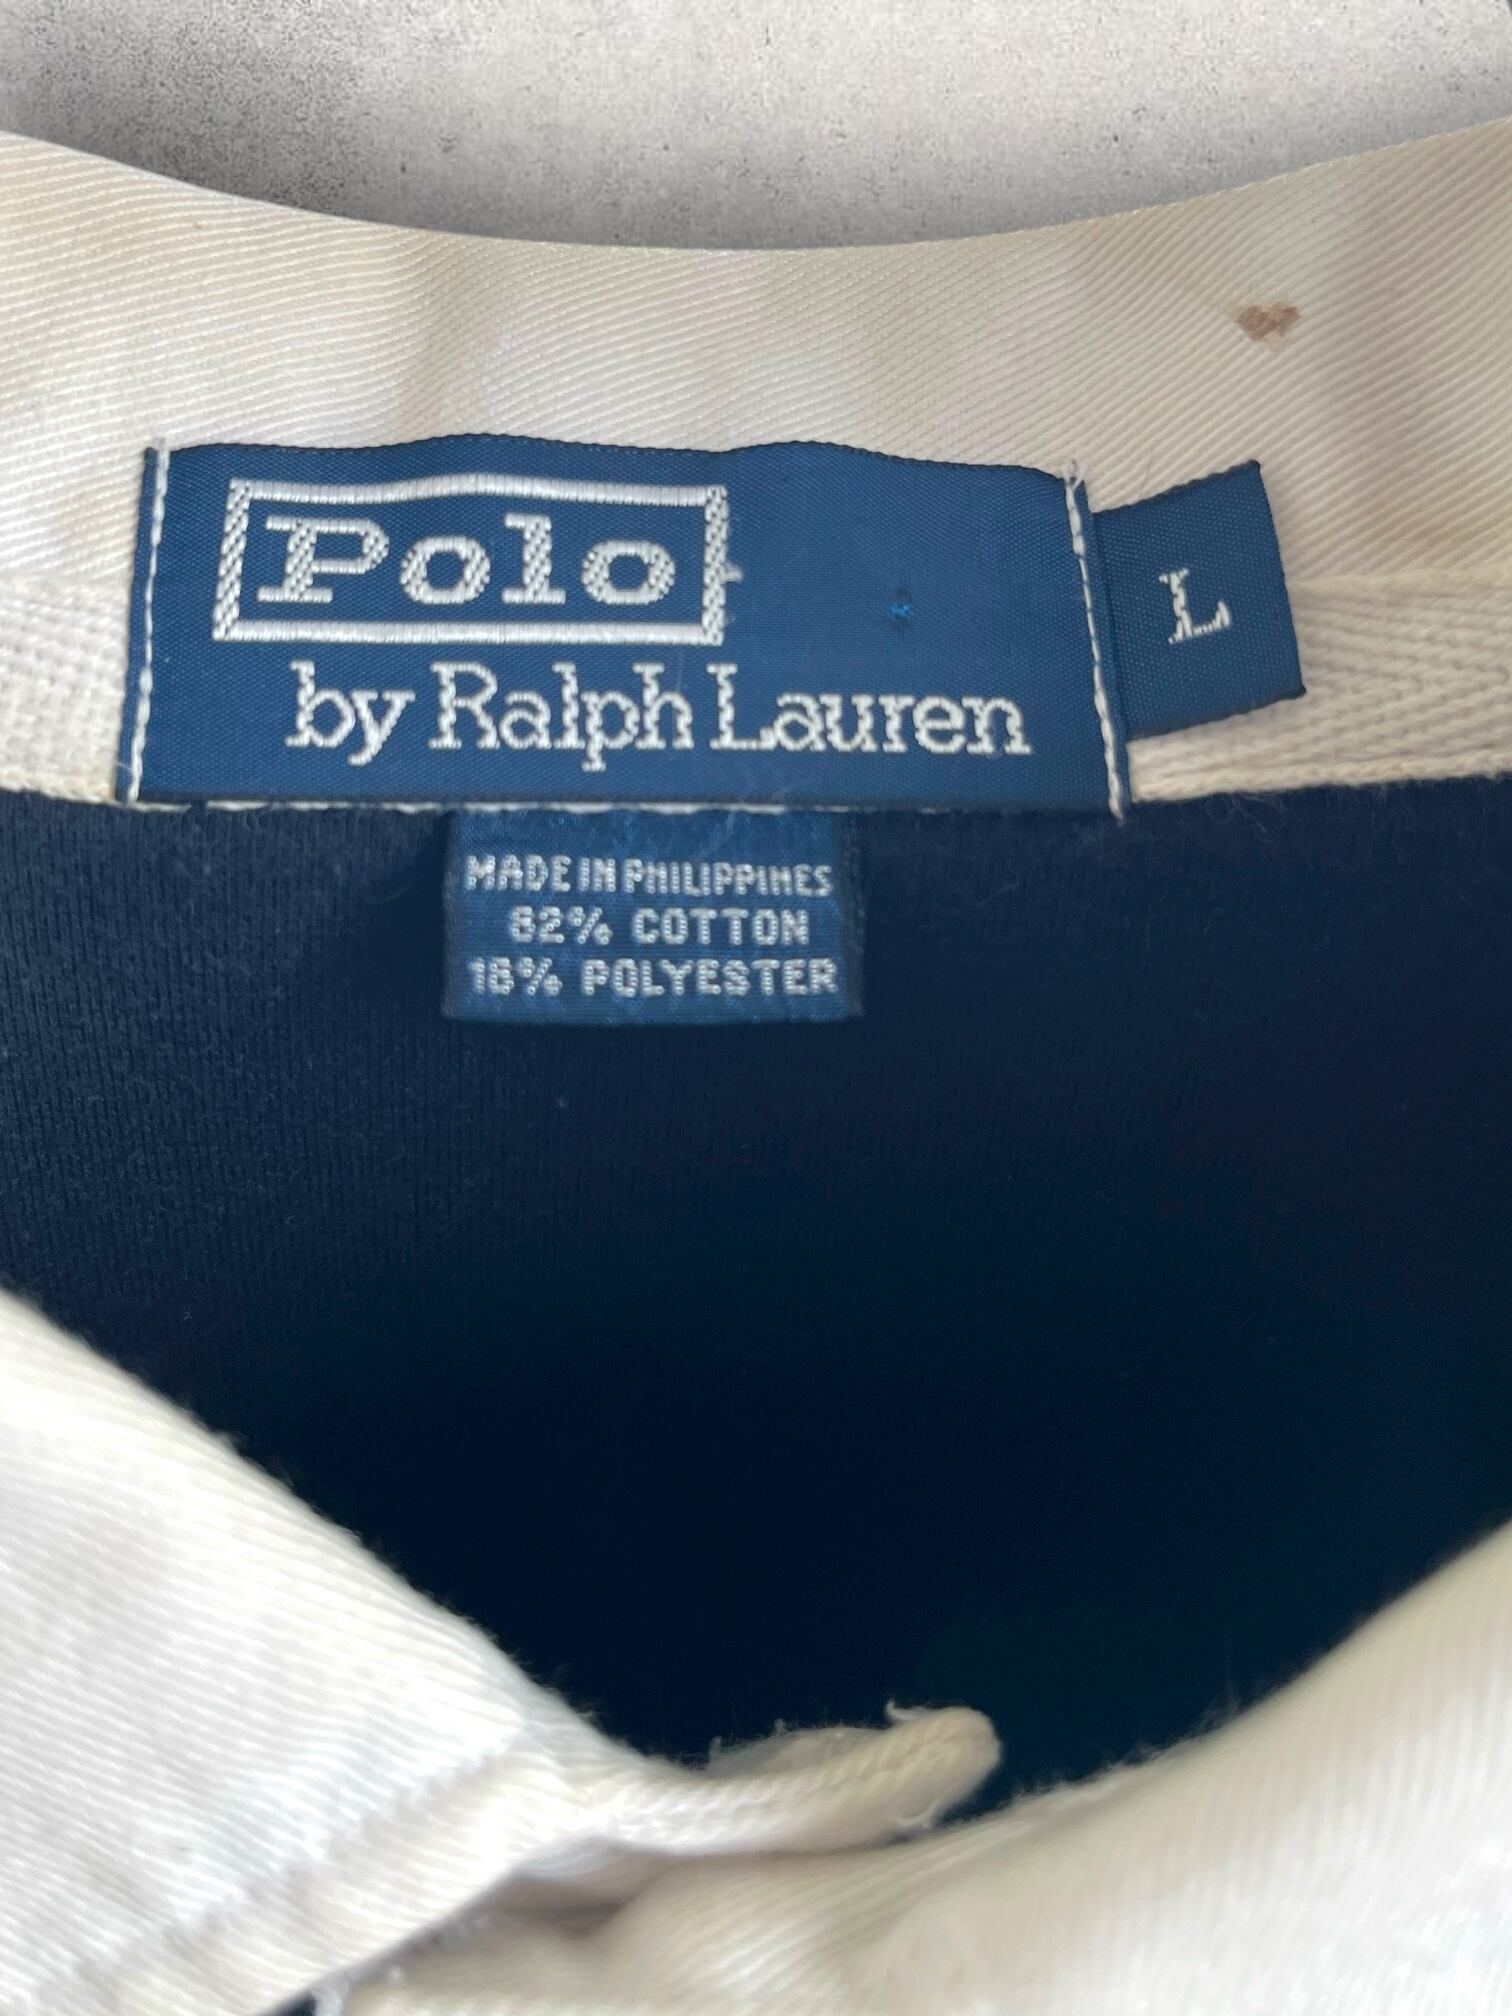 Polo
by Ralph Lauren
L
MADE IN PHILIPPINES
82% COTTON
18% POLYESTER